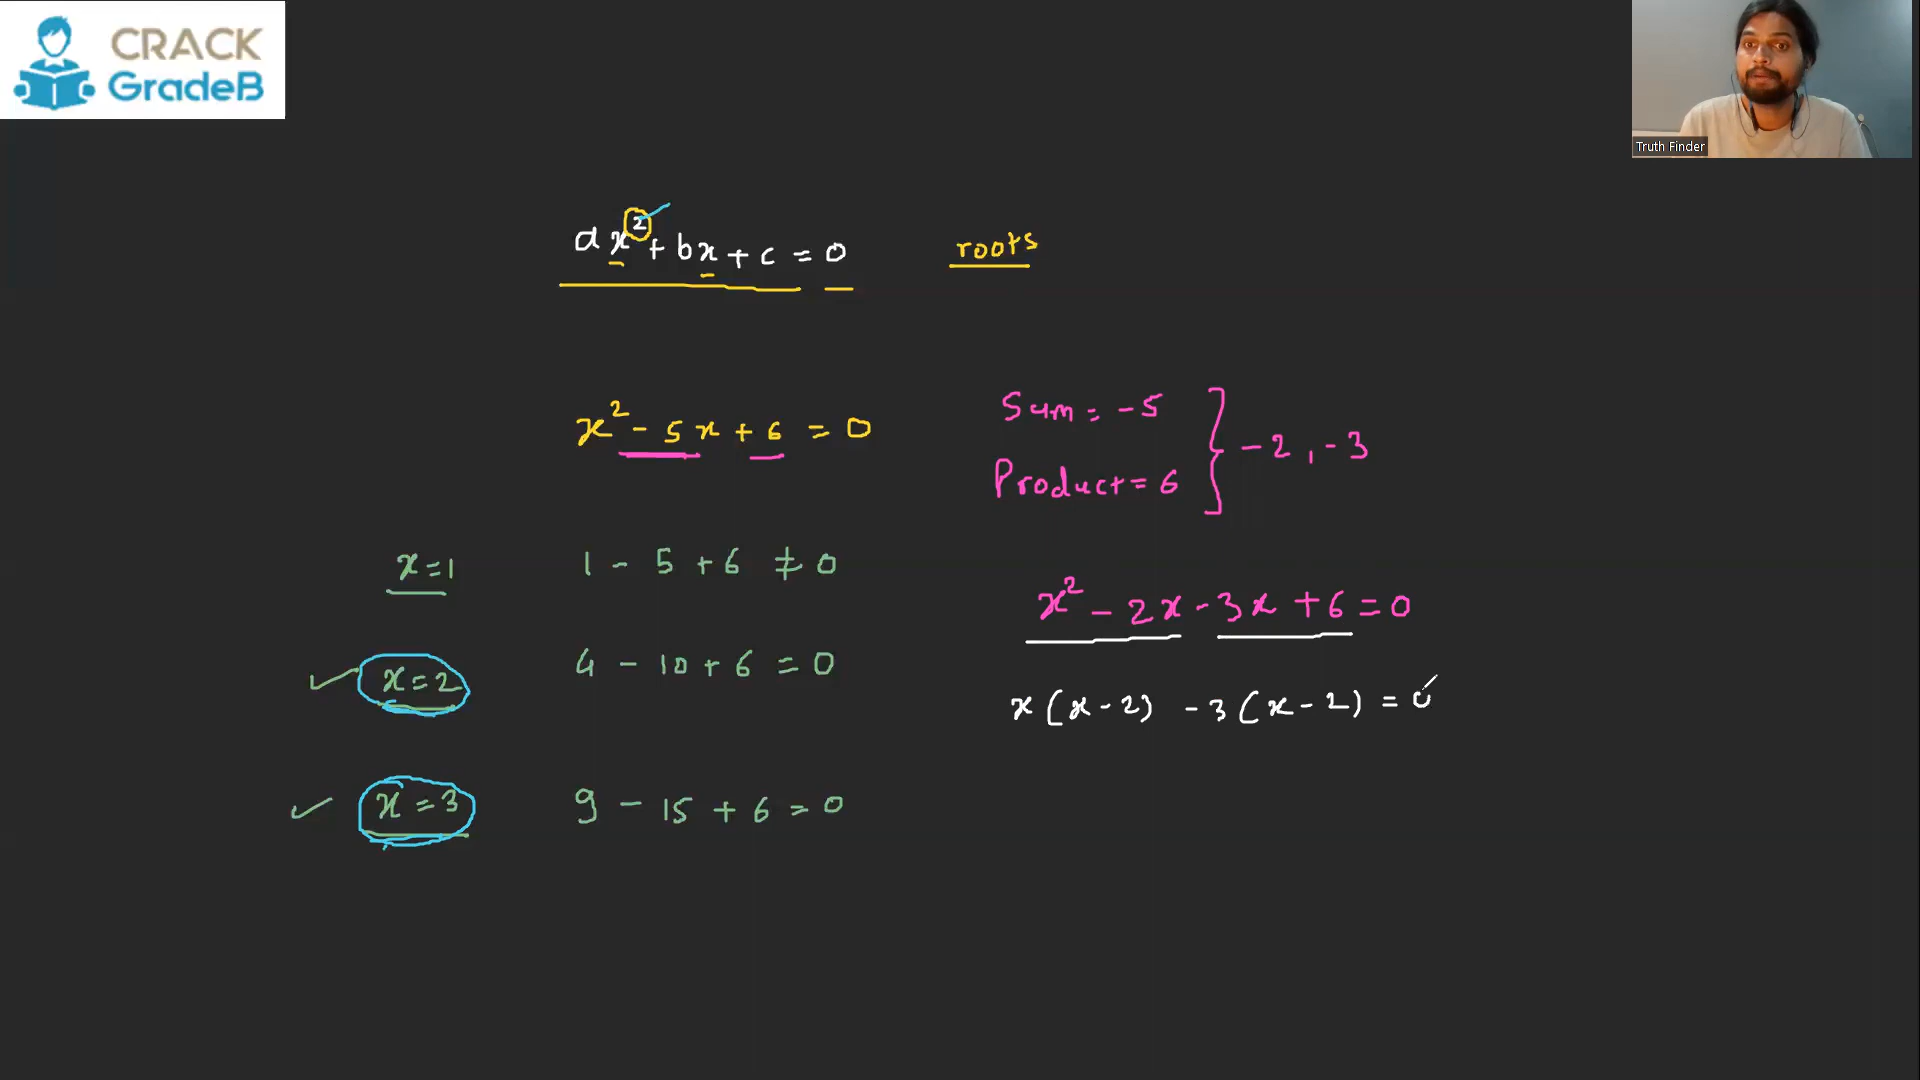 CRACK
GradeB
Truth Finder
ax² + bx + c = 0
roots
x² - 5x + 6 = 0
Sum = -5
Product = 6
-2, -3
x = 1
1 - 5 + 6 ≠ 0
x² - 2x - 3x + 6 = 0
x = 2
4 - 10 + 6 = 0
x(x - 2) - 3(x - 2) = 0
x = 3
9 - 15 + 6 = 0